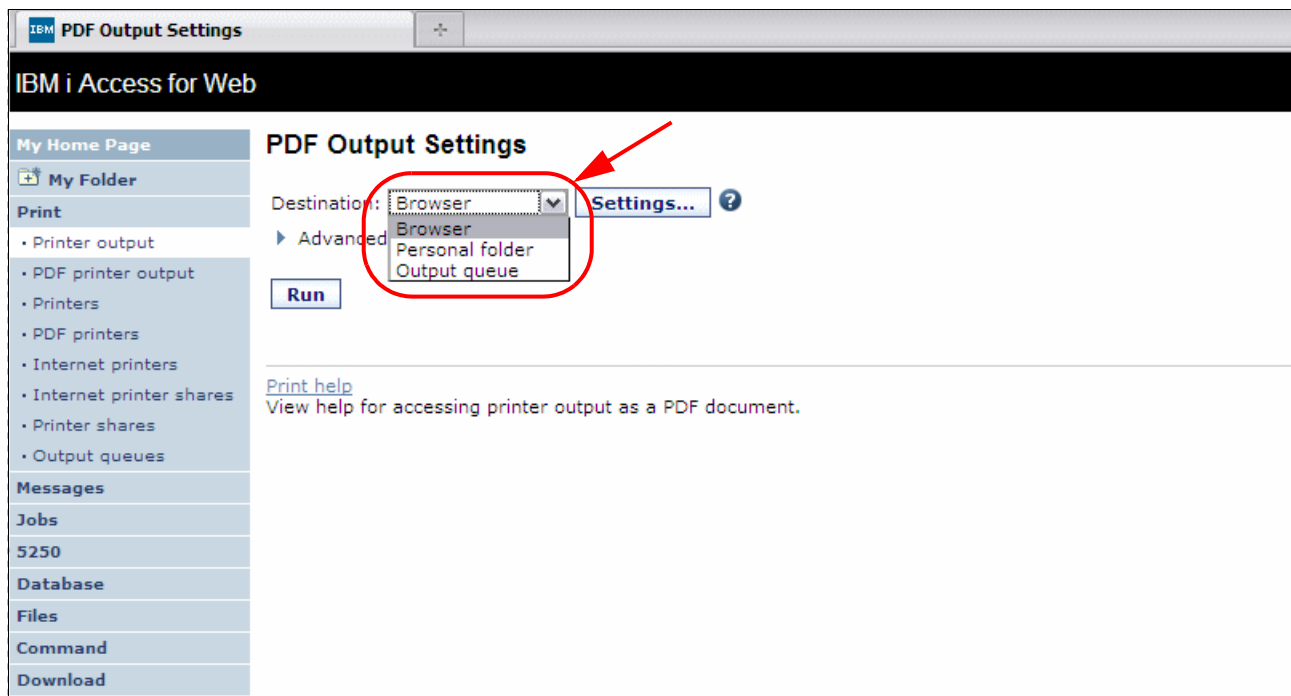 IBM PDF Output Settings
IBM i Access for Web
My Home Page
My Folder
Print
• Printer output
• PDF printer output
• Printers
• PDF printers
• Internet printers
• Internet printer shares
• Printer shares
• Output queues
Messages
Jobs
5250
Database
Files
Command
Download
PDF Output Settings
Destination: Browser Settings... ?
Browser
Personal folder
Output queue
Advanced
Run
Print help
View help for accessing printer output as a PDF document.